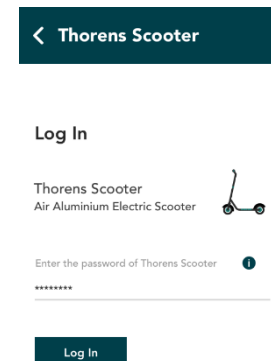 Thorens Scooter
Log In
Thorens Scooter
Air Aluminium Electric Scooter
Enter the password of Thorens Scooter
********
Log In